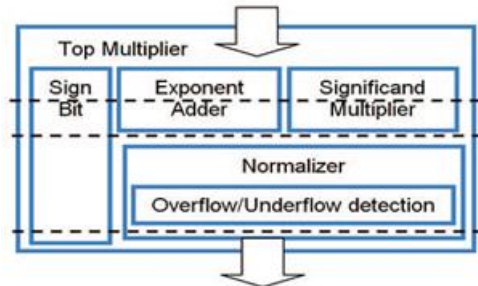 Top Multiplier
Sign
Bit
Exponent
Adder
Significand
Multiplier
Normalizer
Overflow/Underflow detection